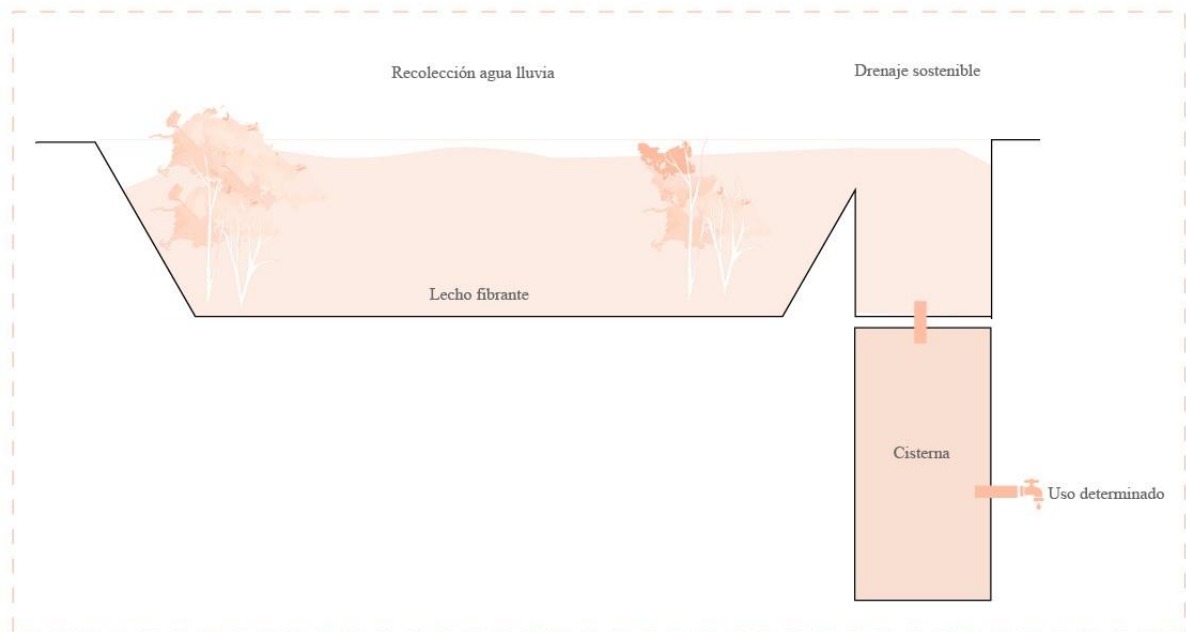 Recolección agua lluvia
Drenaje sostenible
Lecho fibrante
Cisterna
Uso determinado